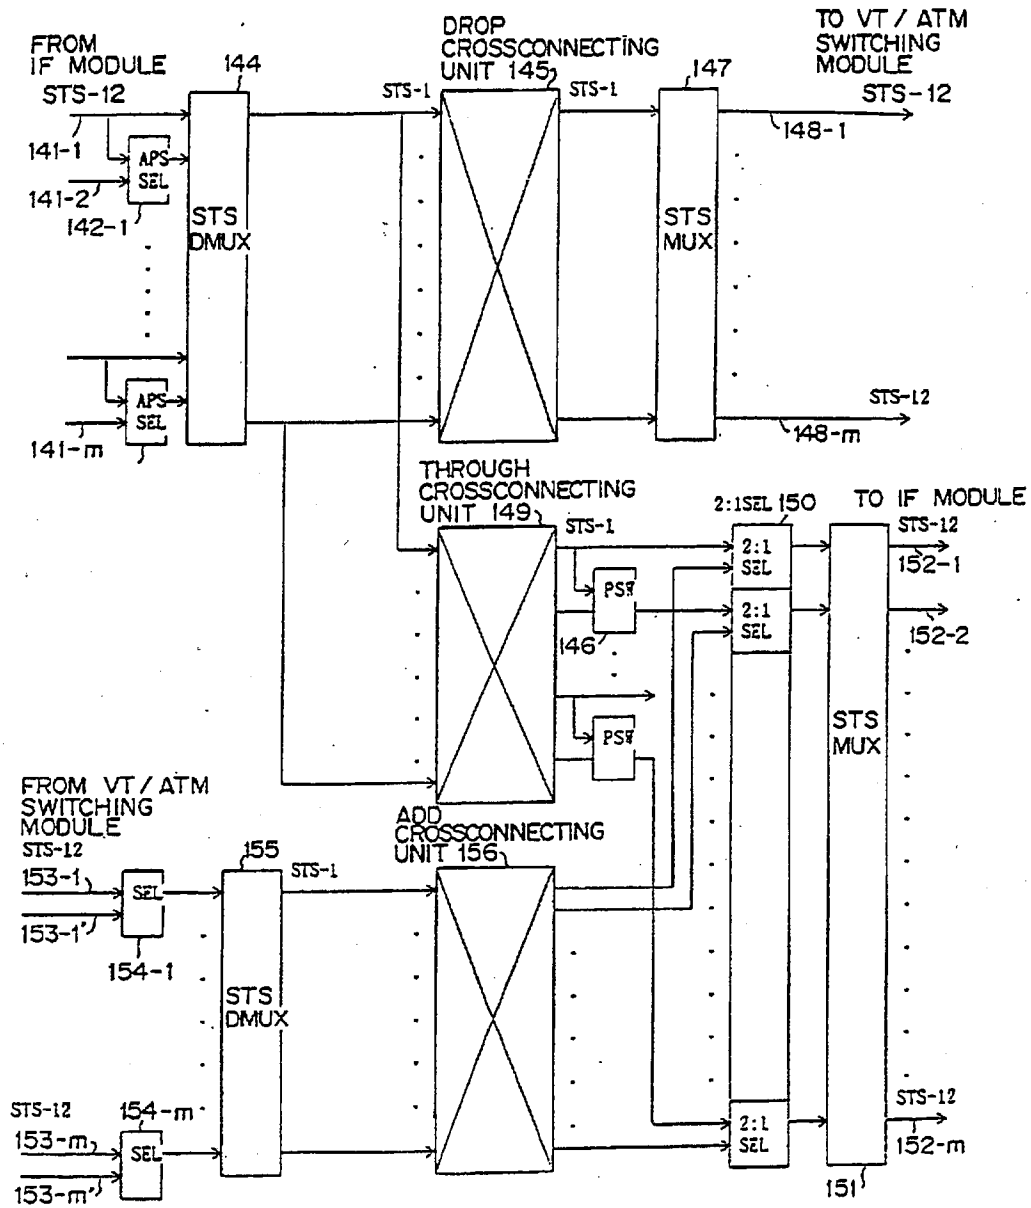 FROM
IF MODULE
STS-12
141-1
141-2
142-1
APS
SEL
144
STS
DMUX
APS
SEL
141-m
STS-1
DROP
CROSSCONNECTING
UNIT 145
STS-1
147
STS
MUX
TO VT/ATM
SWITCHING
MODULE
STS-12
148-1
STS-12
148-m
THROUGH
CROSSCONNECTING
UNIT 149
STS-1
PSW
146
PSW
2:1SEL 150
2:1
SEL
2:1
SEL
2:1
SEL
TO IF MODULE
STS-12
152-1
152-2
STS
MUX
STS-12
152-m
151
FROM VT/ATM
SWITCHING
MODULE
STS-12
153-1
153-1'
SEL
154-1
155
STS-1
STS
DMUX
ADD
CROSSCONNECTING
UNIT 156
STS-12
153-m
153-m'
154-m
SEL